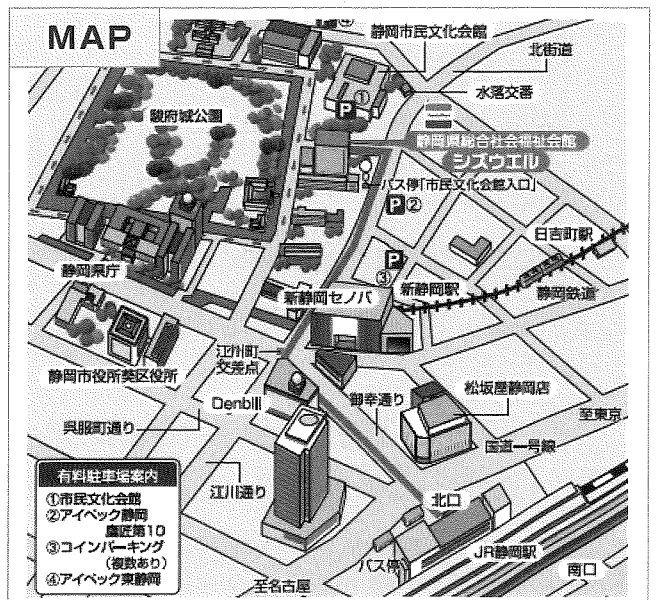 MAP
④
静岡市民文化会館
北街道
①
水落交番
駿府城公園
P
静岡県総合社会福祉会館
シズウエル
バス停「市民文化会館入口」
P②
日吉町駅
P
③
静岡県庁
新静岡セノバ
新静岡駅
静岡鉄道
江川町
交差点
静岡市役所葵区役所
Denbill
御幸通り
松坂屋静岡店
至東京
呉服町通り
国道一号線
有料駐車場案内
①市民文化会館
②アイペック静岡
鷹匠第10
③コインパーキング
（複数あり）
④アイペック東静岡
江川通り
北口
JR静岡駅
バス停
南口
至名古屋